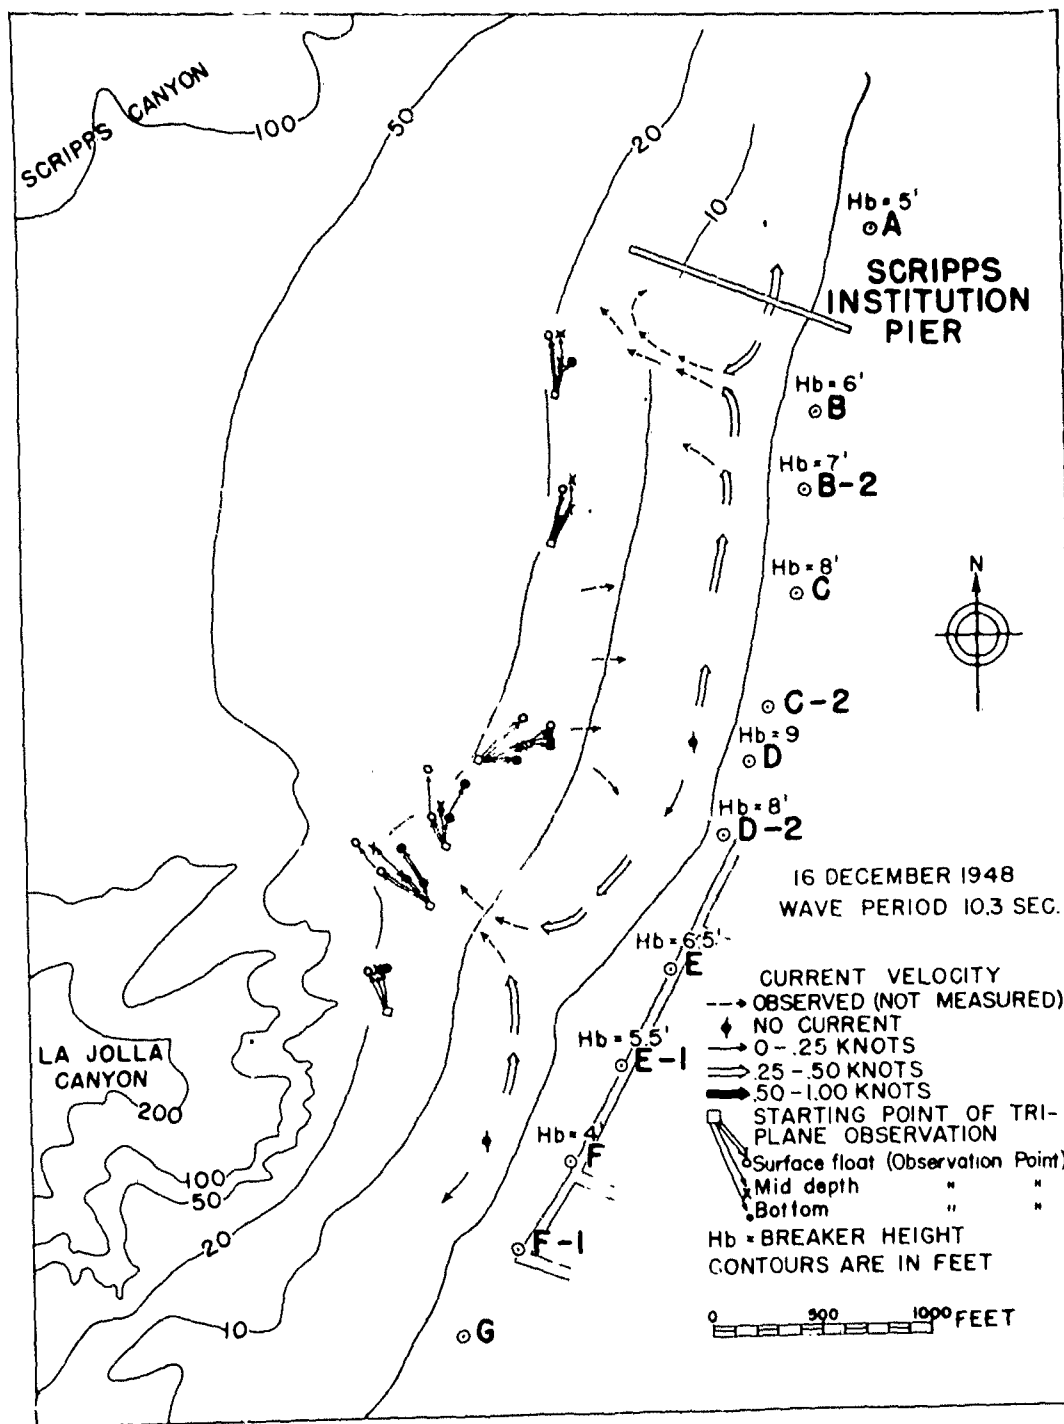 SCRIPPS CANYON
100
50
20
10
Hb = 5'
A
SCRIPPS
INSTITUTION
PIER
Hb = 6'
B
Hb = 7'
B-2
Hb = 8'
C
N
C-2
Hb = 9
D
Hb = 8'
D-2
16 DECEMBER 1948
WAVE PERIOD 10.3 SEC.
Hb = 6.5'
E
Hb = 5.5'
E-1
Hb = 4'
F
F-1
G
LA JOLLA
CANYON
200
100
50
20
10
CURRENT VELOCITY
OBSERVED (NOT MEASURED)
NO CURRENT
0-.25 KNOTS
.25-.50 KNOTS
.50-1.00 KNOTS
STARTING POINT OF TRI-
PLANE OBSERVATION
Surface float (Observation Point)
Mid depth " "
Bottom " "
Hb = BREAKER HEIGHT
CONTOURS ARE IN FEET
0 500 1000 FEET